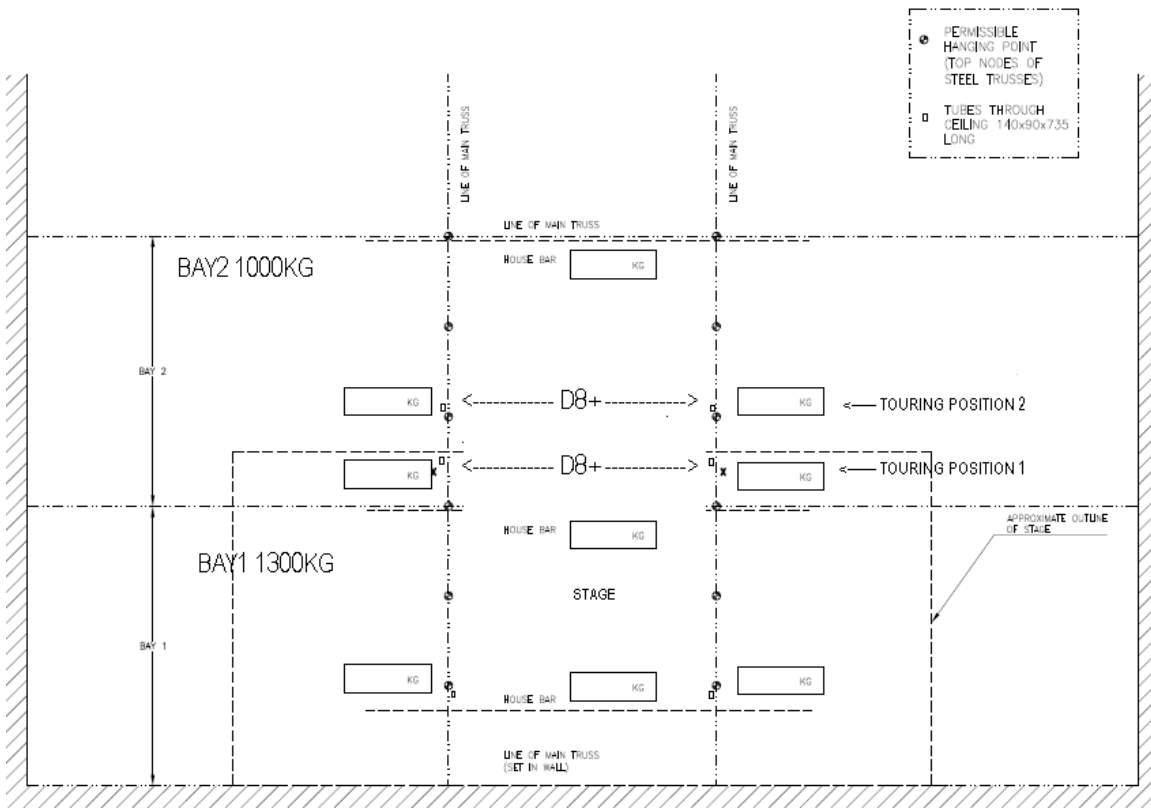 PERMISSIBLE
HANGING POINT
(TOP NODES OF
STEEL TRUSSES)
TUBES THROUGH
CEILING 140x90x735
LONG
LINE OF MAIN TRUSS
LINE OF MAIN TRUSS
LINE OF MAIN TRUSS
BAY2 1000KG
HOUSE BAR
KG
BAY 2
KG
D8+
KG
TOURING POSITION 2
KG
D8+
KG
TOURING POSITION 1
APPROXIMATE OUTLINE
OF STAGE
HOUSE BAR
KG
BAY1 1300KG
STAGE
BAY 1
KG
KG
KG
HOUSE BAR
LINE OF MAIN TRUSS
(SET IN WALL)